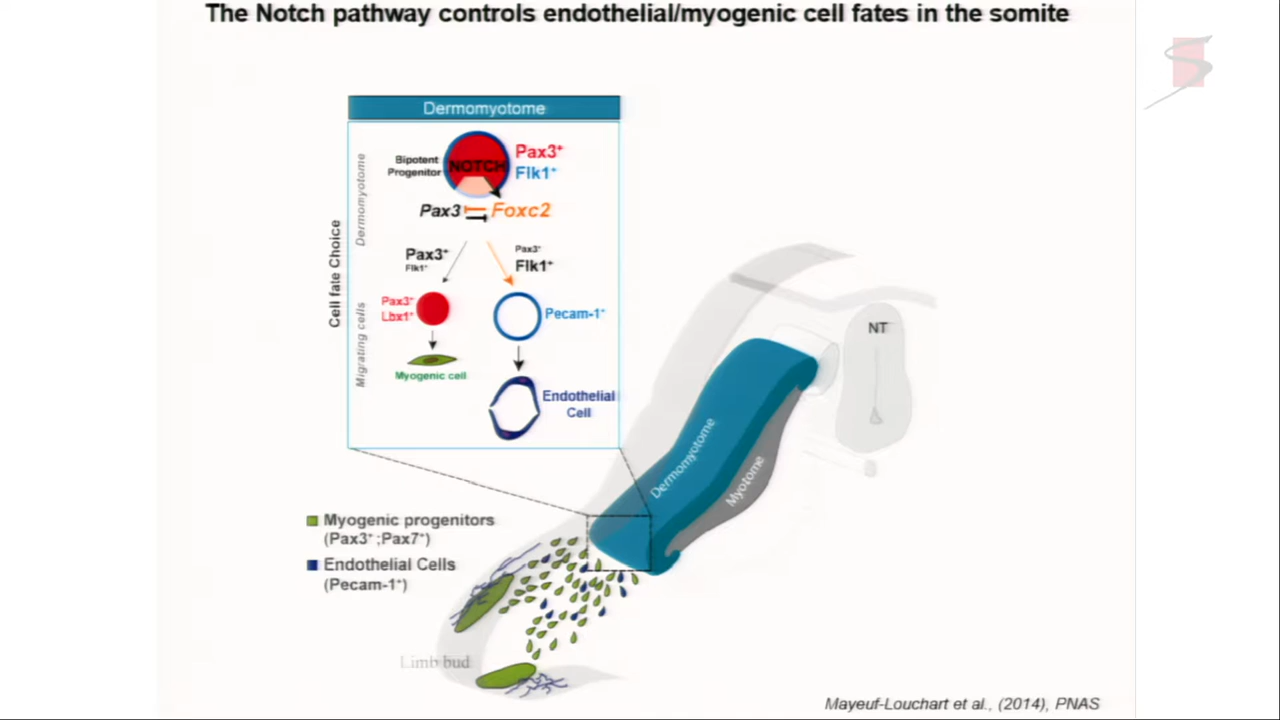 The Notch pathway controls endothelial/myogenic cell fates in the somite
Dermomyotome
Cell fate Choice
Dermomyotome
Migrating cells
Bipotent
Progenitor
NOTCH
Pax3⁺
Flk1⁺
Pax3
Foxc2
Pax3⁺
Flk1⁺
Pax3⁺
Flk1⁺
Pax3⁺
Lbx1⁺
Pecam-1⁺
Myogenic cell
Endothelial
Cell
NT
Dermomyotome
Myotome
Myogenic progenitors
(Pax3⁺;Pax7⁺)
Endothelial Cells
(Pecam-1⁺)
Limb bud
Mayeuf-Louchart et al., (2014), PNAS